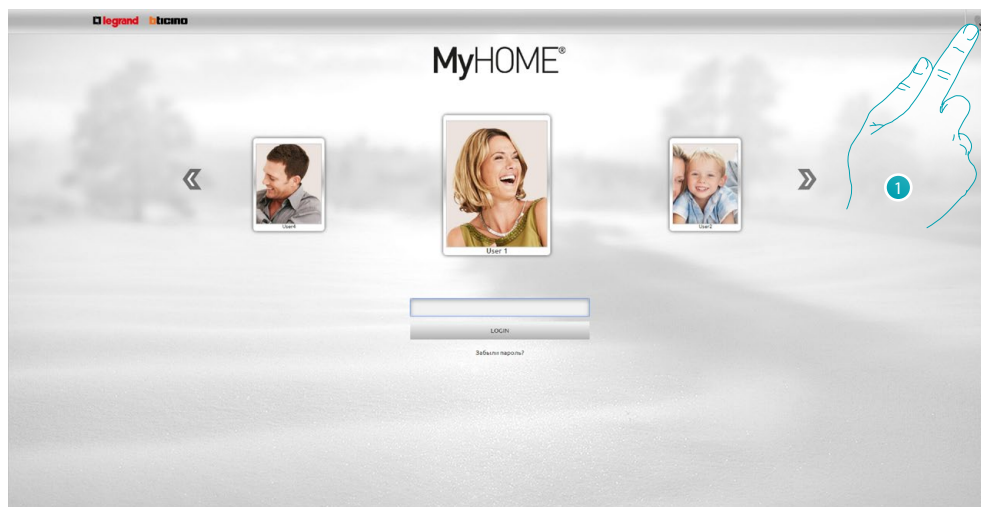 legrand bticino
MyHOME®
User4
User 1
User2
1
LOGIN
Забыли пароль?